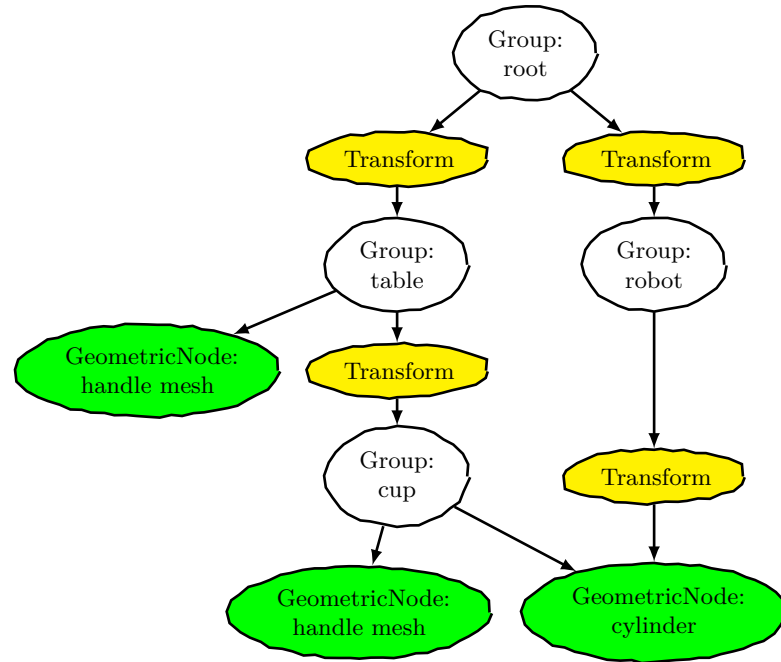 Group:
root
Transform
Transform
Group:
table
Group:
robot
GeometricNode:
handle mesh
Transform
Group:
cup
Transform
GeometricNode:
handle mesh
GeometricNode:
cylinder